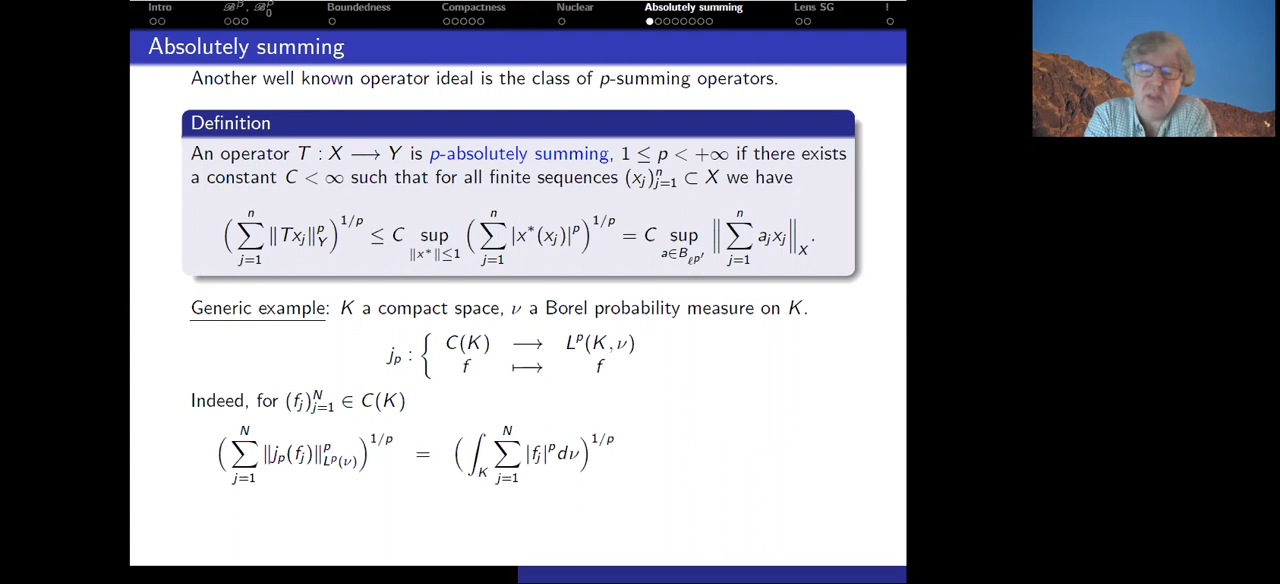 Intro ℬᵖ, ℬ₀ᵖ Boundedness Compactness Nuclear Absolutely summing Lens SG !
Absolutely summing
Another well known operator ideal is the class of p-summing operators.
Definition
An operator T : X ⟶ Y is p-absolutely summing, 1 ≤ p < +∞ if there exists
a constant C < ∞ such that for all finite sequences (x_j)_{j=1}^n ⊂ X we have
( ∑_{j=1}^n ‖Tx_j‖_Y^p )^{1/p} ≤ C sup_{‖x*‖≤1} ( ∑_{j=1}^n |x*(x_j)|^p )^{1/p} = C sup_{a∈B_{ℓ^{p′}}} ‖ ∑_{j=1}^n a_j x_j ‖_X.
Generic example: K a compact space, ν a Borel probability measure on K.
j_p : { C(K) ⟶ L^p(K, ν)
f ⟼ f
Indeed, for (f_j)_{j=1}^N ∈ C(K)
( ∑_{j=1}^N ‖j_p(f_j)‖_{L^p(ν)}^p )^{1/p} = ( ∫_K ∑_{j=1}^N |f_j|^p dν )^{1/p}